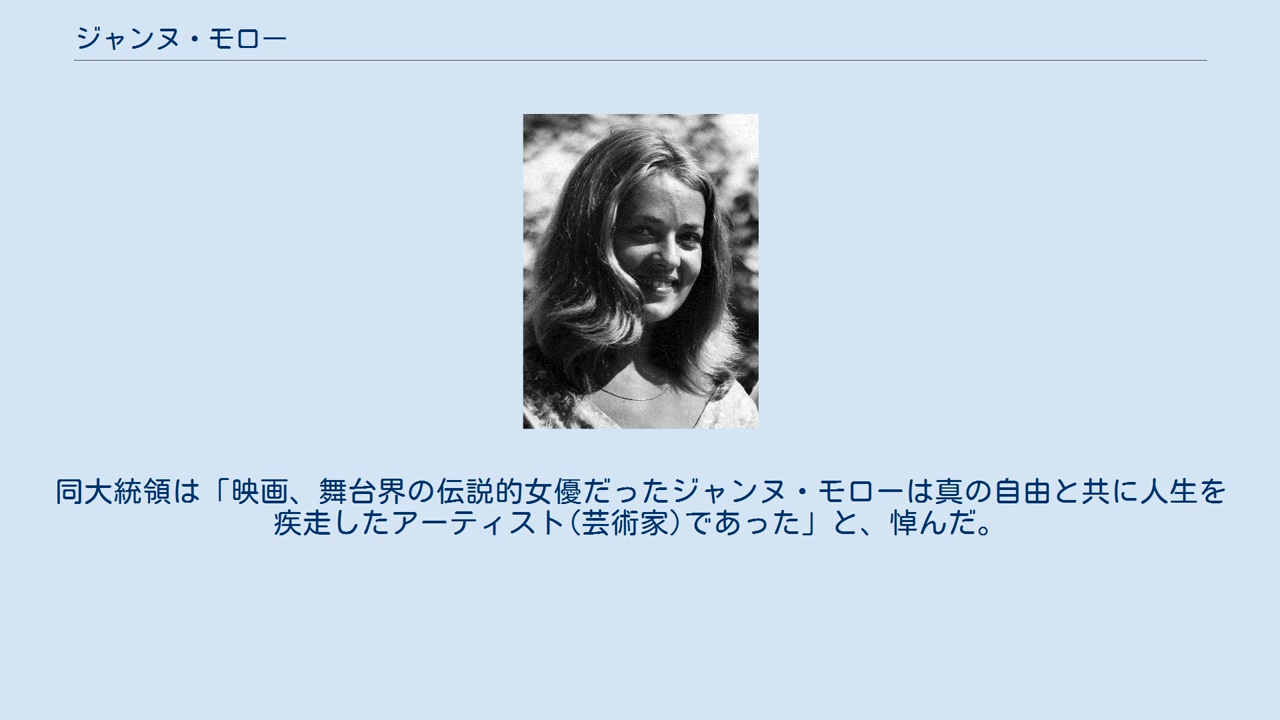 ジャンヌ・モロー
同大統領は「映画、舞台界の伝説的女優だったジャンヌ・モローは真の自由と共に人生を
疾走したアーティスト(芸術家)であった」と、悼んだ。